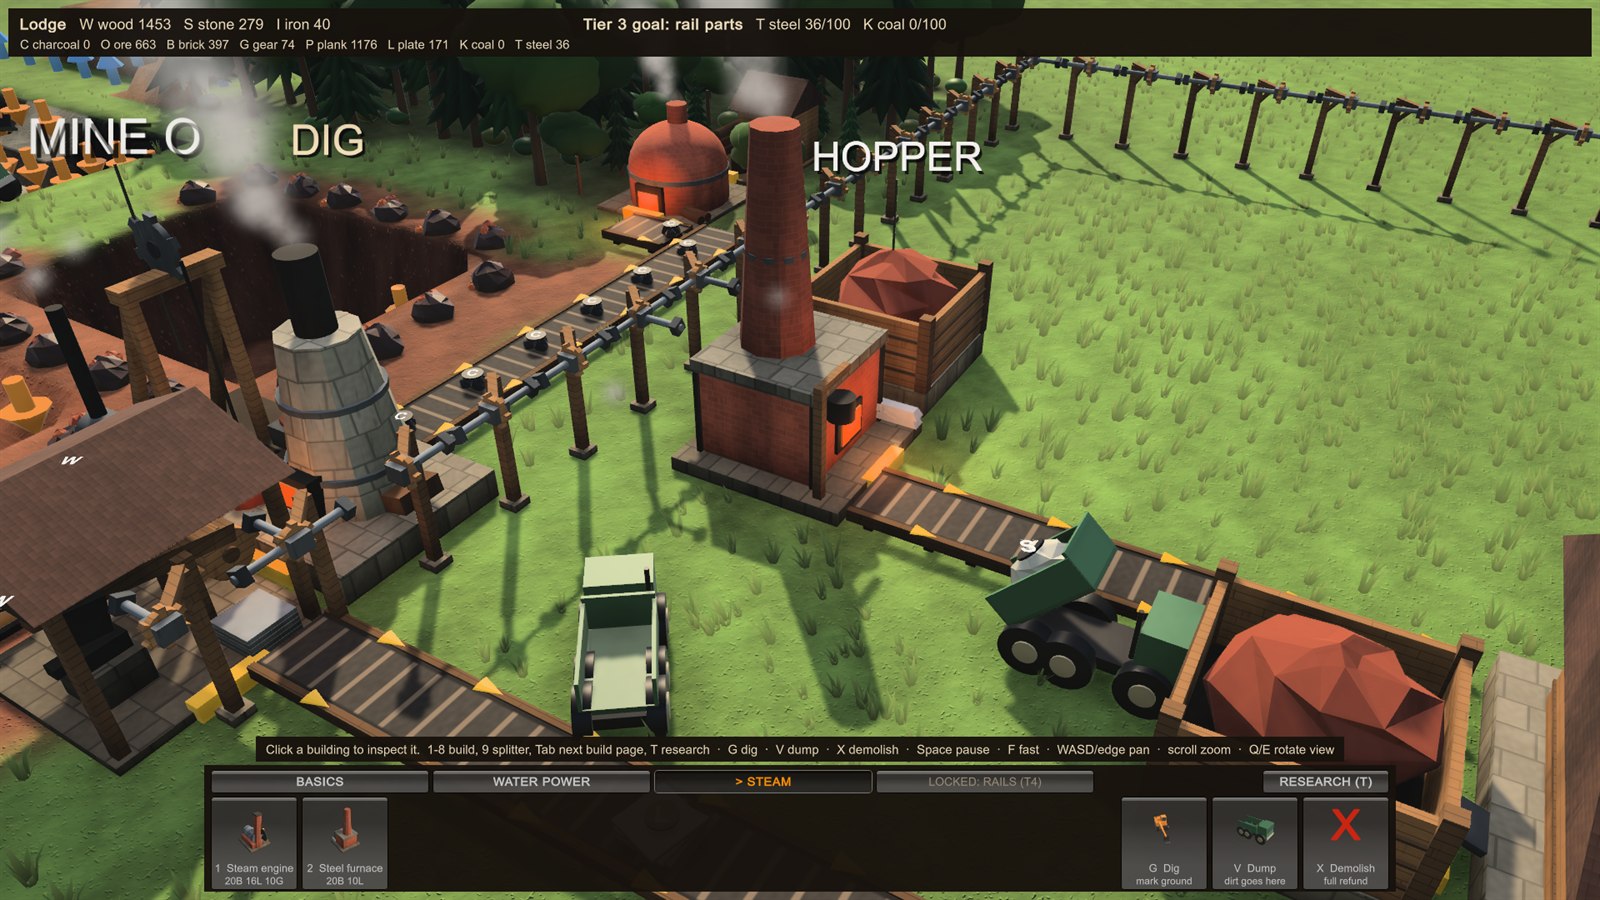 Lodge W wood 1453 S stone 279 I iron 40
Tier 3 goal: rail parts T steel 36/100 K coal 0/100
C charcoal 0 O ore 663 B brick 397 G gear 74 P plank 1176 L plate 171 K coal 0 T steel 36
MINE O
DIG
HOPPER
C
C
C
C
C
C
C
W
W
S
Click a building to inspect it. 1-8 build, 9 splitter, Tab next build page, T research · G dig · V dump · X demolish · Space pause · F fast · WASD/edge pan · scroll zoom · Q/E rotate view
BASICS
WATER POWER
> STEAM
LOCKED: RAILS (T4)
RESEARCH (T)
1 Steam engine
20B 16L 10G
2 Steel furnace
20B 10L
G Dig
mark ground
V Dump
dirt goes here
X Demolish
full refund